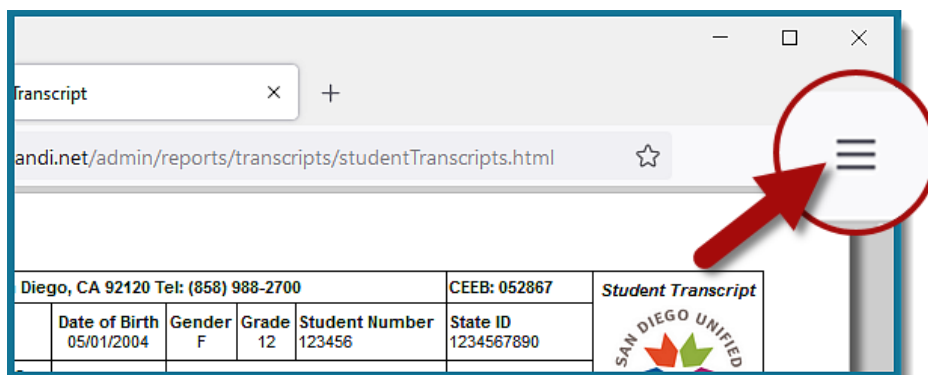 Transcript
andi.net/admin/reports/transcripts/studentTranscripts.html
Diego, CA 92120 Tel: (858) 988-2700 CEEB: 052867 Student Transcript
Date of Birth Gender Grade Student Number State ID
05/01/2004 F 12 123456 1234567890
SAN DIEGO UNIFIED